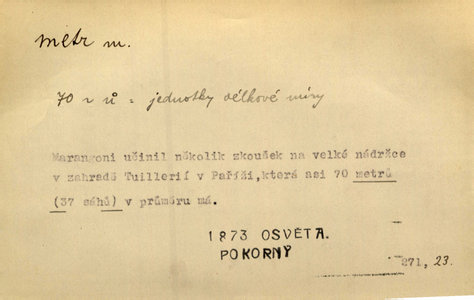 metr m.
70 r ů = jednotky délkové míry
Marangoni učinil několik zkoušek na velké nádržce
v zahradě Tuillerií v Paříži,která asi 70 metrů
(37 sáhů) v průměru má.
1873 OSVĚTA.
POKORNÝ
271, 23.